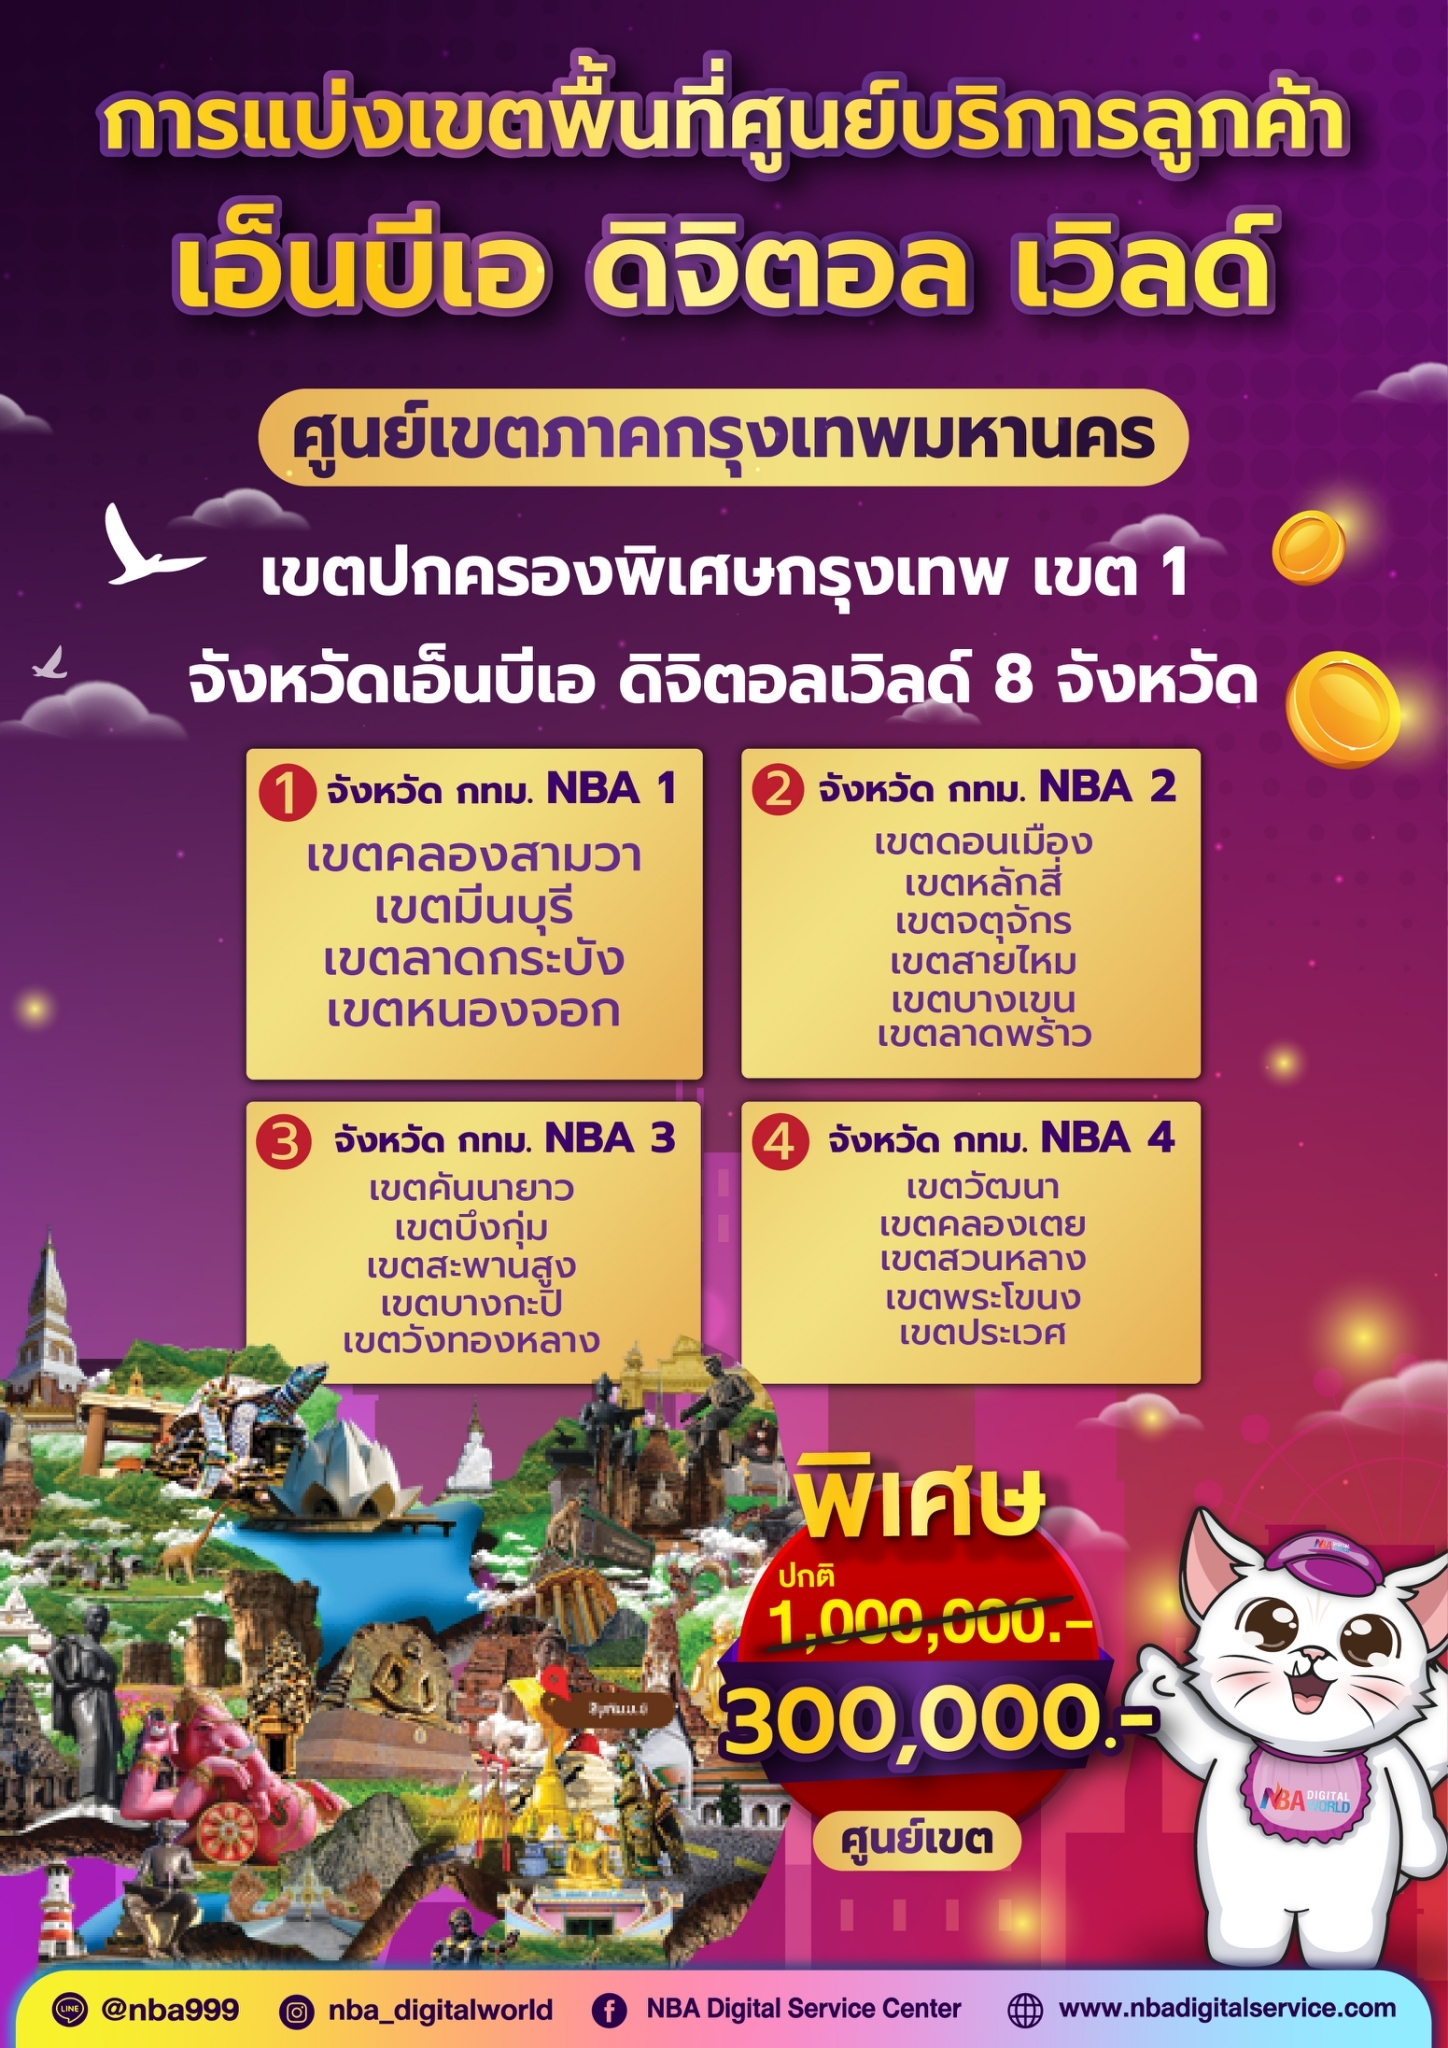 การแบ่งเขตพื้นที่ศูนย์บริการลูกค้า
เอ็นบีเอ ดิจิตอล เวิลด์
ศูนย์เขตภาคกรุงเทพมหานคร
เขตปกครองพิเศษกรุงเทพ เขต 1
จังหวัดเอ็นบีเอ ดิจิตอลเวิลด์ 8 จังหวัด
1 จังหวัด กทม. NBA 1
เขตคลองสามวา
เขตมีนบุรี
เขตลาดกระบัง
เขตหนองจอก
2 จังหวัด กทม. NBA 2
เขตดอนเมือง
เขตหลักสี่
เขตจตุจักร
เขตสายไหม
เขตบางเขน
เขตลาดพร้าว
3 จังหวัด กทม. NBA 3
เขตคันนายาว
เขตบึงกุ่ม
เขตสะพานสูง
เขตบางกะปิ
เขตวังทองหลาง
4 จังหวัด กทม. NBA 4
เขตวัฒนา
เขตคลองเตย
เขตสวนหลาง
เขตพระโขนง
เขตประเวศ
พิเศษ
ปกติ
1,000,000.-
300,000.-
ศูนย์เขต
NBA DIGITAL WORLD
LINE @nba999
nba_digitalworld
NBA Digital Service Center
www.nbadigitalservice.com